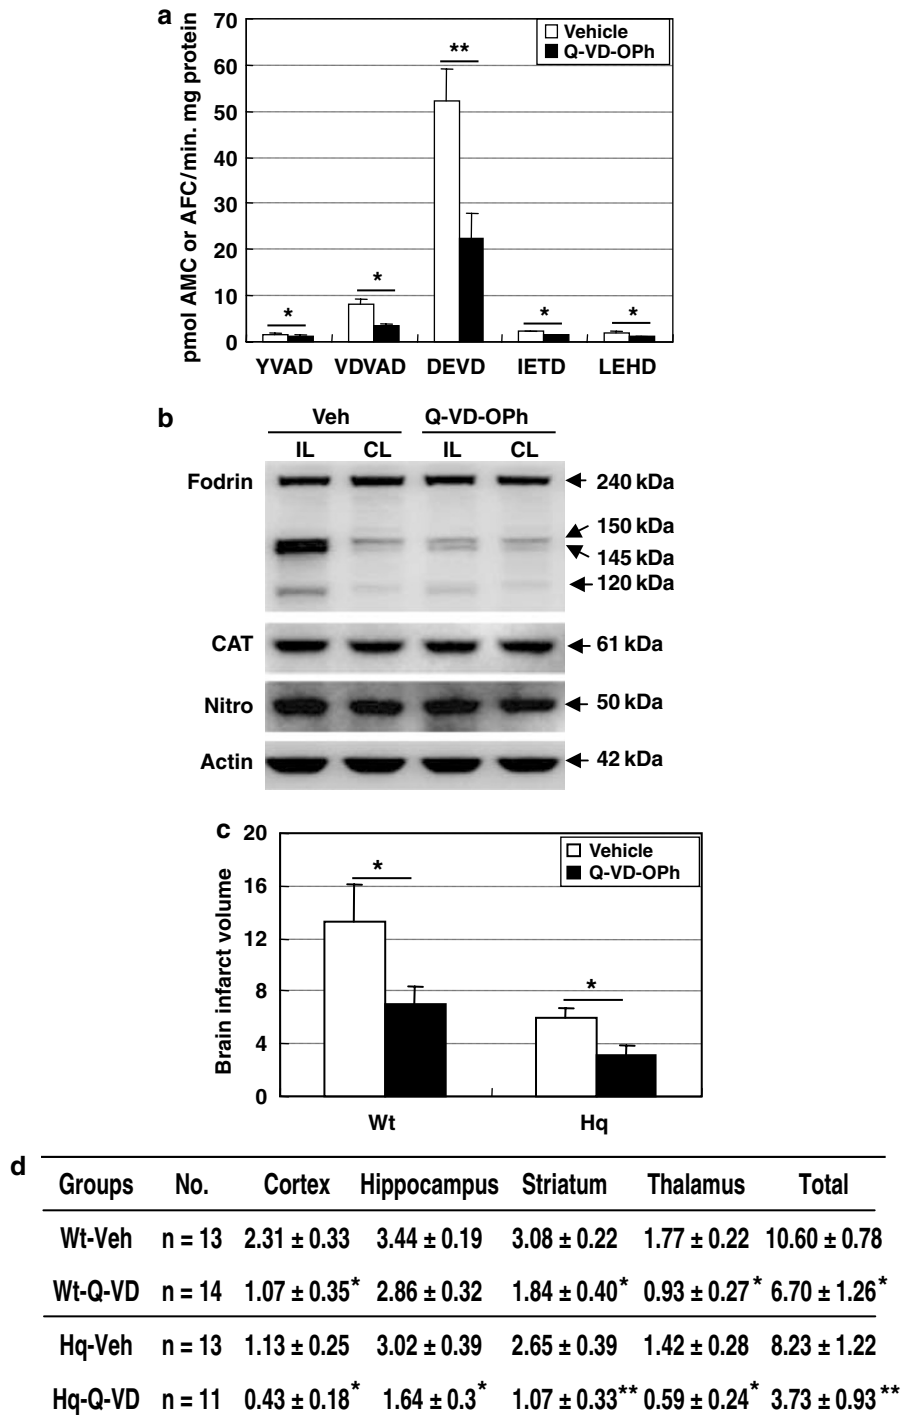 a
pmol AMC or AFC/min. mg protein
70
60
50
40
30
20
10
0
Vehicle
Q-VD-OPh
*
*
**
*
*
YVAD VDVAD DEVD IETD LEHD
b
Veh Q-VD-OPh
IL CL IL CL
Fodrin
240 kDa
150 kDa
145 kDa
120 kDa
CAT 61 kDa
Nitro 50 kDa
Actin 42 kDa
c
Brain infarct volume
20
16
12
8
4
0
Vehicle
Q-VD-OPh
*
*
Wt Hq
d
Groups No. Cortex Hippocampus Striatum Thalamus Total
Wt-Veh n = 13 2.31 ± 0.33 3.44 ± 0.19 3.08 ± 0.22 1.77 ± 0.22 10.60 ± 0.78
Wt-Q-VD n = 14 1.07 ± 0.35* 2.86 ± 0.32 1.84 ± 0.40* 0.93 ± 0.27* 6.70 ± 1.26*
Hq-Veh n = 13 1.13 ± 0.25 3.02 ± 0.39 2.65 ± 0.39 1.42 ± 0.28 8.23 ± 1.22
Hq-Q-VD n = 11 0.43 ± 0.18* 1.64 ± 0.3* 1.07 ± 0.33** 0.59 ± 0.24* 3.73 ± 0.93**